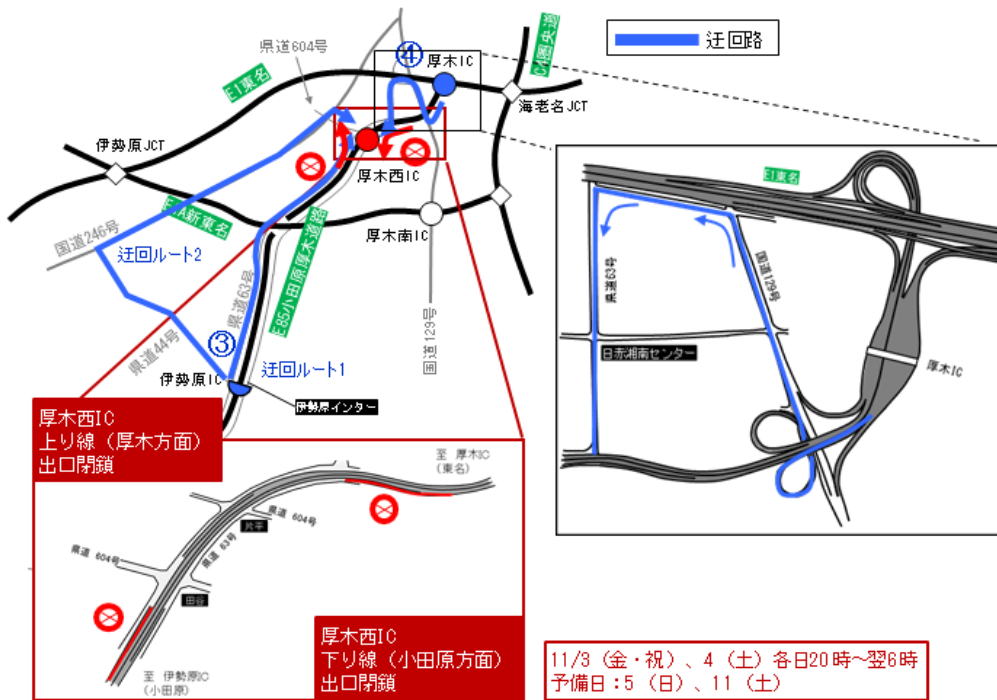 迂回路
県道604号
④
厚木IC
C4圏央道
E1東名
海老名JCT
伊勢原JCT
厚木西IC
E1A新東名
厚木南IC
国道246号
迂回ルート2
県道63号
E85小田原厚木道路
国道129号
県道44号
③
伊勢原IC
迂回ルート1
伊勢原インター
E1東名
県道63号
国道129号
日赤湘南センター
厚木IC
厚木西IC
上り線（厚木方面）
出口閉鎖
至 厚木IC
（東名）
県道 604号
片平
県道 63号
県道 604号
田谷
至 伊勢原IC
（小田原）
厚木西IC
下り線（小田原方面）
出口閉鎖
11/3（金・祝）、4（土）各日20時～翌6時
予備日：5（日）、11（土）